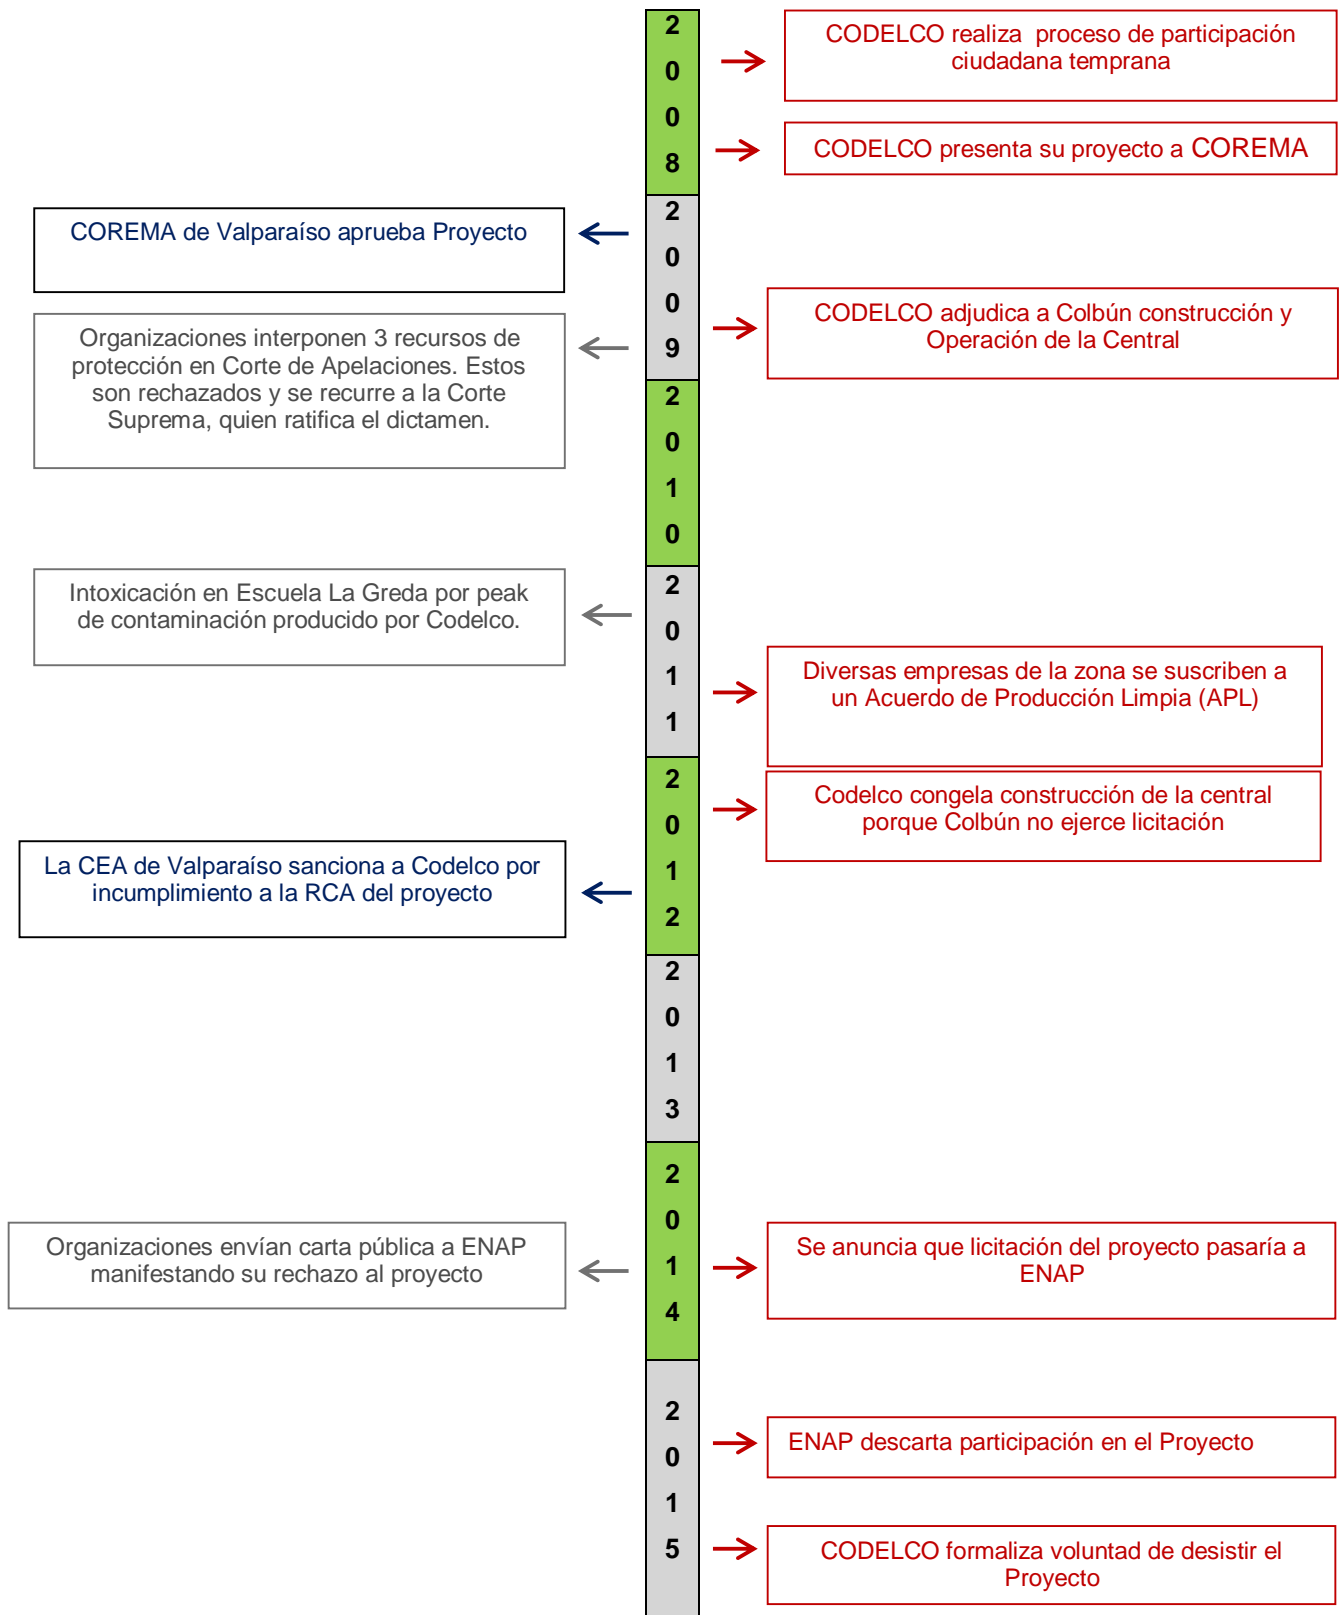 2
0
0
8
CODELCO realiza proceso de participación
ciudadana temprana
CODELCO presenta su proyecto a COREMA
2
0
0
9
COREMA de Valparaíso aprueba Proyecto
CODELCO adjudica a Colbún construcción y
Operación de la Central
Organizaciones interponen 3 recursos de
protección en Corte de Apelaciones. Estos
son rechazados y se recurre a la Corte
Suprema, quien ratifica el dictamen.
2
0
1
0
2
0
1
1
Intoxicación en Escuela La Greda por peak
de contaminación producido por Codelco.
Diversas empresas de la zona se suscriben a
un Acuerdo de Producción Limpia (APL)
2
0
1
2
Codelco congela construcción de la central
porque Colbún no ejerce licitación
La CEA de Valparaíso sanciona a Codelco por
incumplimiento a la RCA del proyecto
2
0
1
3
2
0
1
4
Organizaciones envían carta pública a ENAP
manifestando su rechazo al proyecto
Se anuncia que licitación del proyecto pasaría a
ENAP
2
0
1
5
ENAP descarta participación en el Proyecto
CODELCO formaliza voluntad de desistir el
Proyecto